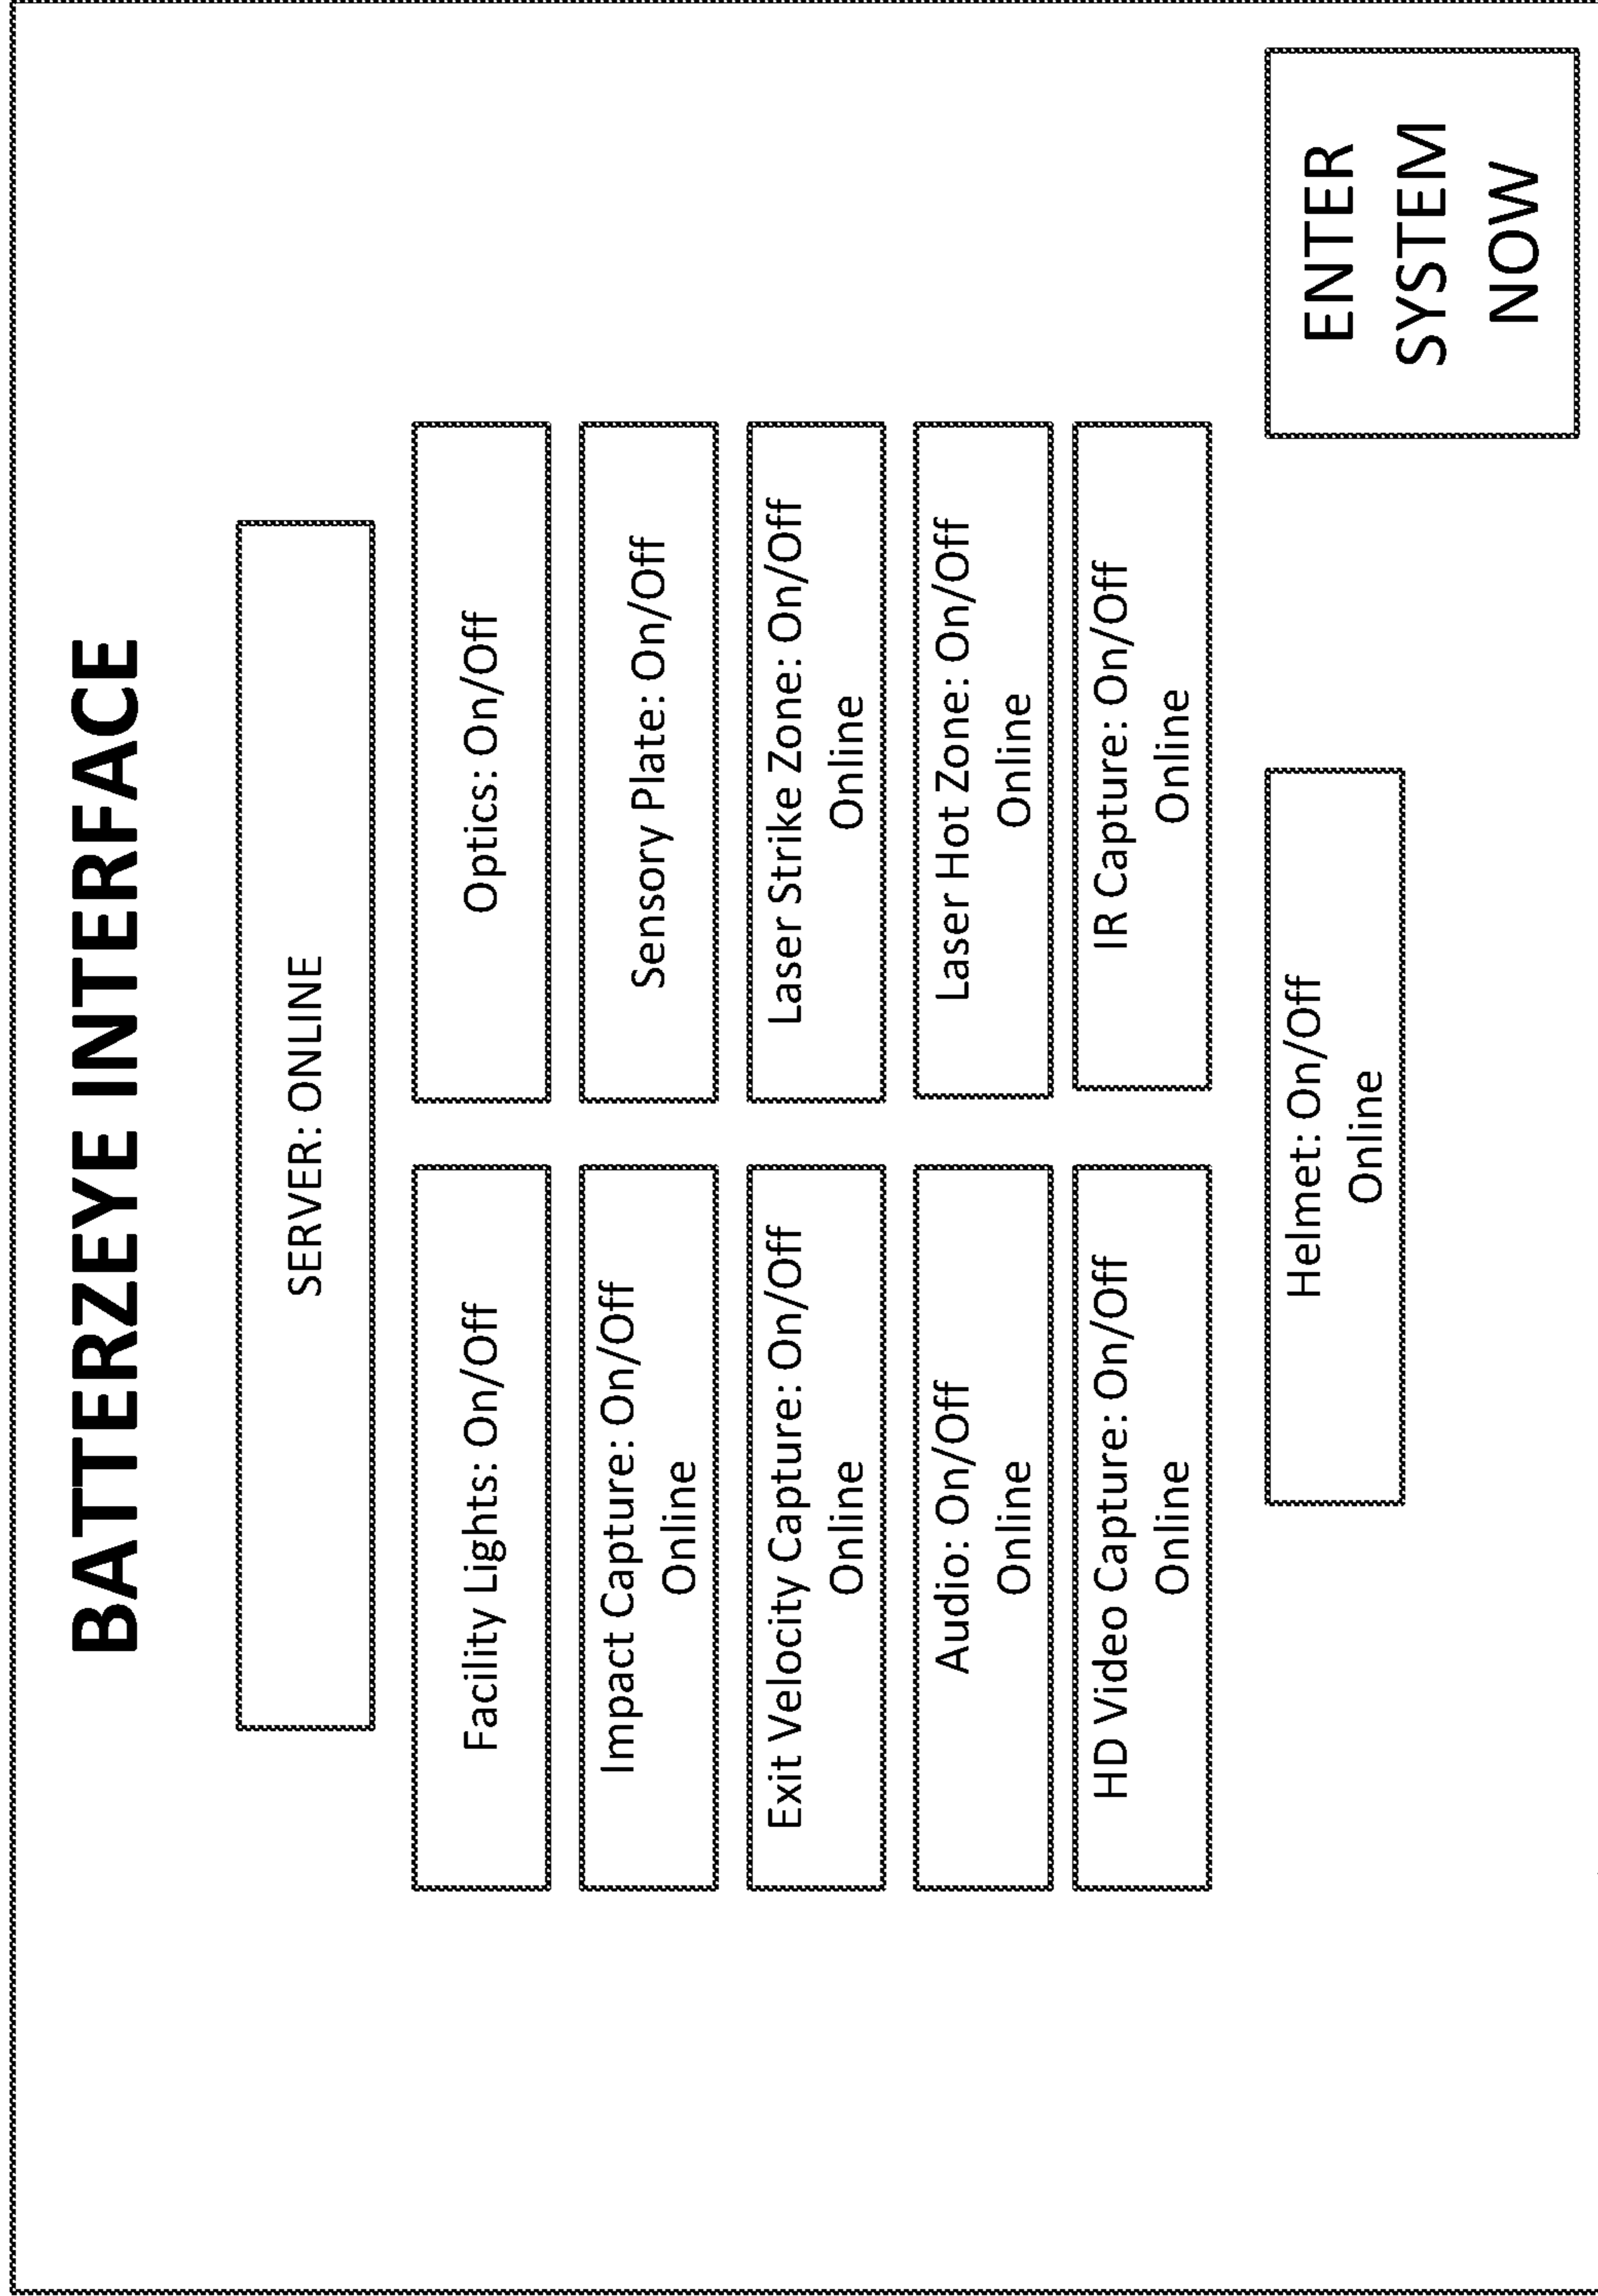 BATTERZEYE INTERFACE
SERVER: ONLINE
Facility Lights: On/Off
Optics: On/Off
Impact Capture: On/Off
Online
Sensory Plate: On/Off
Exit Velocity Capture: On/Off
Online
Laser Strike Zone: On/Off
Online
Audio: On/Off
Online
Laser Hot Zone: On/Off
Online
HD Video Capture: On/Off
Online
IR Capture: On/Off
Online
Helmet: On/Off
Online
ENTER
SYSTEM
NOW